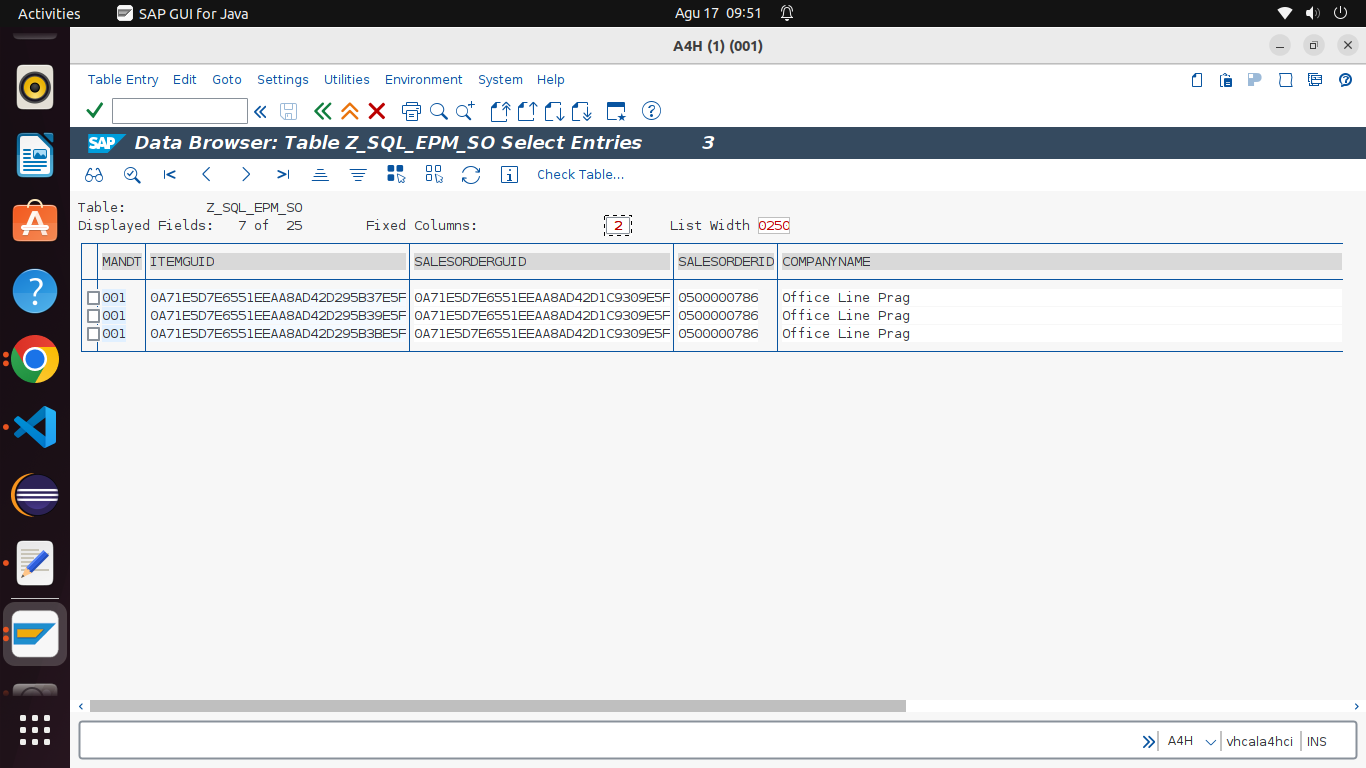 Activities SAP GUI for Java Agu 17 09:51
A4H (1) (001)
Table Entry Edit Goto Settings Utilities Environment System Help
SAP Data Browser: Table Z_SQL_EPM_SO Select Entries 3
Check Table...
Table: Z_SQL_EPM_SO
Displayed Fields: 7 of 25 Fixed Columns: 2 List Width 0250
MANDT ITEMGUID SALESORDERGUID SALESORDERID COMPANYNAME
001 0A71E5D7E6551EEAA8AD42D295B37E5F 0A71E5D7E6551EEAA8AD42D1C9309E5F 0500000786 Office Line Prag
001 0A71E5D7E6551EEAA8AD42D295B39E5F 0A71E5D7E6551EEAA8AD42D1C9309E5F 0500000786 Office Line Prag
001 0A71E5D7E6551EEAA8AD42D295B3BE5F 0A71E5D7E6551EEAA8AD42D1C9309E5F 0500000786 Office Line Prag
A4H vhcala4hci INS